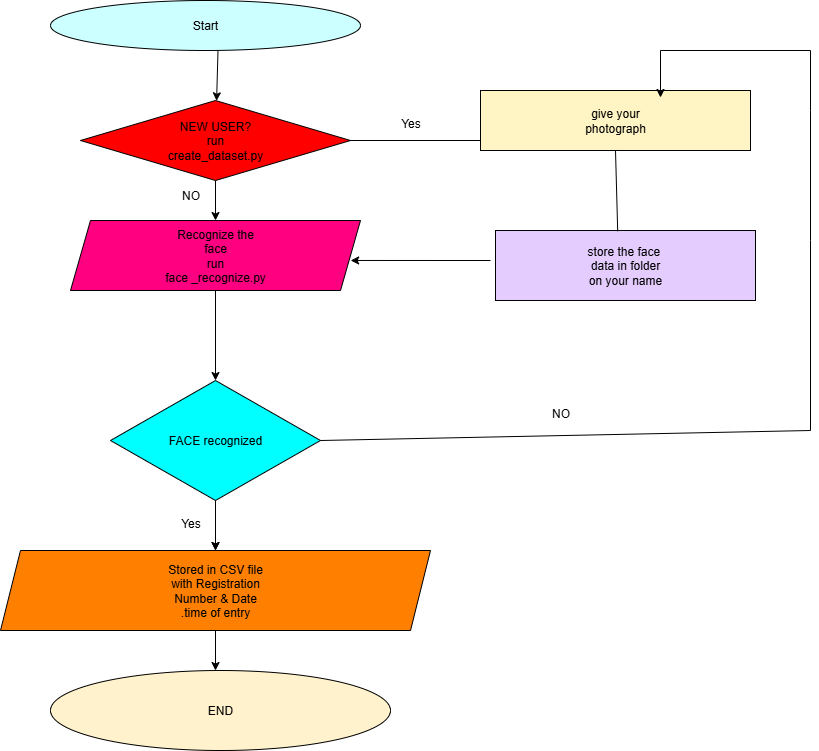 Start
NEW USER?
run
create_dataset.py
Yes
give your
photograph
NO
Recognize the
face
run
face _recognize.py
store the face
data in folder
on your name
FACE recognized
NO
Yes
Stored in CSV file
with Registration
Number & Date
.time of entry
END